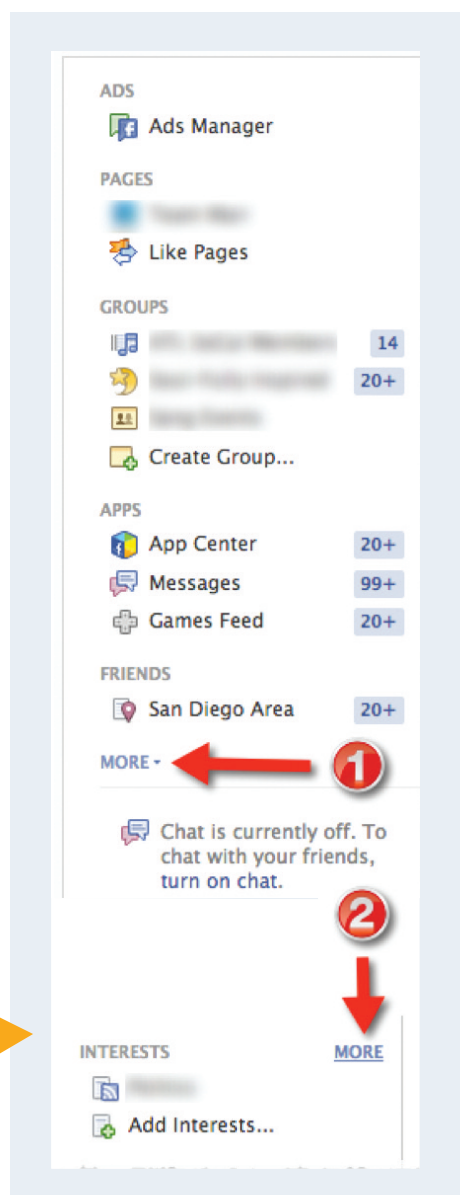 ADS
Ads Manager
PAGES
Like Pages
GROUPS
14
20+
Create Group...
APPS
App Center 20+
Messages 99+
Games Feed 20+
FRIENDS
San Diego Area 20+
MORE
1
Chat is currently off. To
chat with your friends,
turn on chat.
2
INTERESTS MORE
Add Interests...